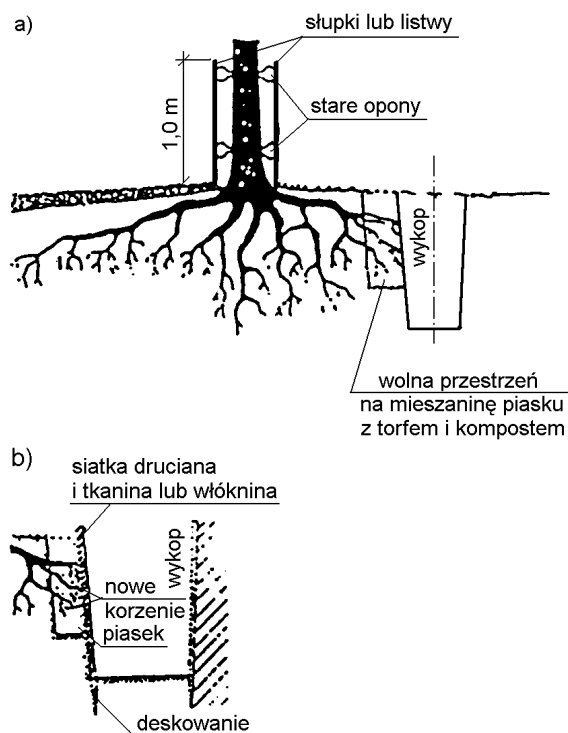 a)
słupki lub listwy
stare opony
1,0 m
wykop
wolna przestrzeń
na mieszaninę piasku
z torfem i kompostem
b)
siatka druciana
i tkanina lub włóknina
wykop
nowe
korzenie
piasek
deskowanie